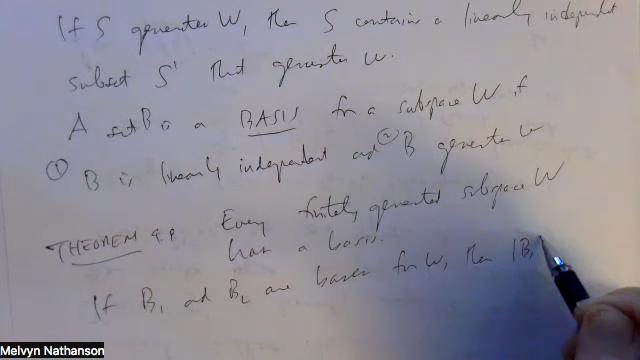 If S generates W, then S contains a linearly independent
subset S' that generates W.
A set B is a BASIS for a subspace W if
① B is linearly independent and ② B generates W
THEOREM Every finitely generated subspace W
has a basis.
If B₁ and B₂ are bases for W, then |B₁
Melvyn Nathanson